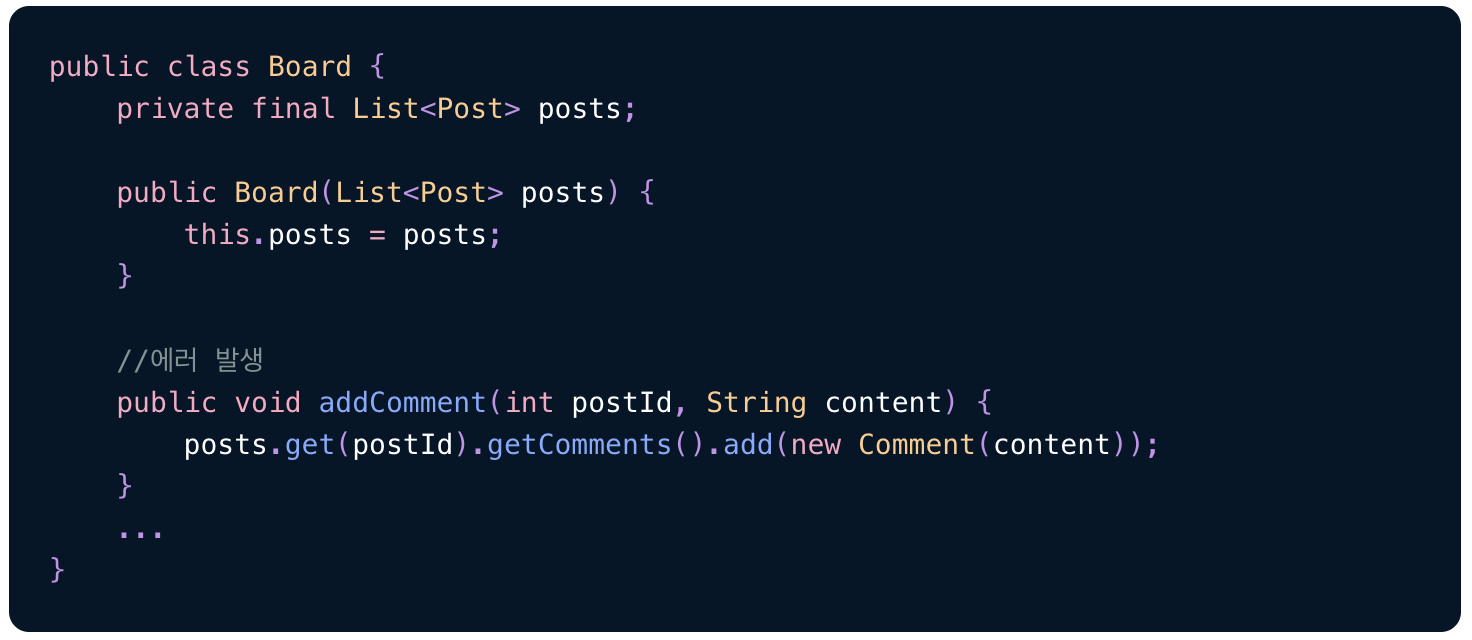 public class Board {
    private final List<Post> posts;

    public Board(List<Post> posts) {
        this.posts = posts;
    }

    //에러 발생
    public void addComment(int postId, String content) {
        posts.get(postId).getComments().add(new Comment(content));
    }
    ...
}